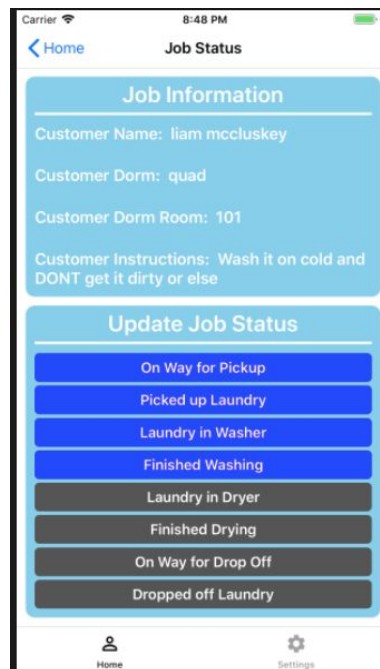 Carrier 8:48 PM
Home Job Status
Job Information
Customer Name: liam mccluskey
Customer Dorm: quad
Customer Dorm Room: 101
Customer Instructions: Wash it on cold and
DONT get it dirty or else
Update Job Status
On Way for Pickup
Picked up Laundry
Laundry in Washer
Finished Washing
Laundry in Dryer
Finished Drying
On Way for Drop Off
Dropped off Laundry
Home Settings